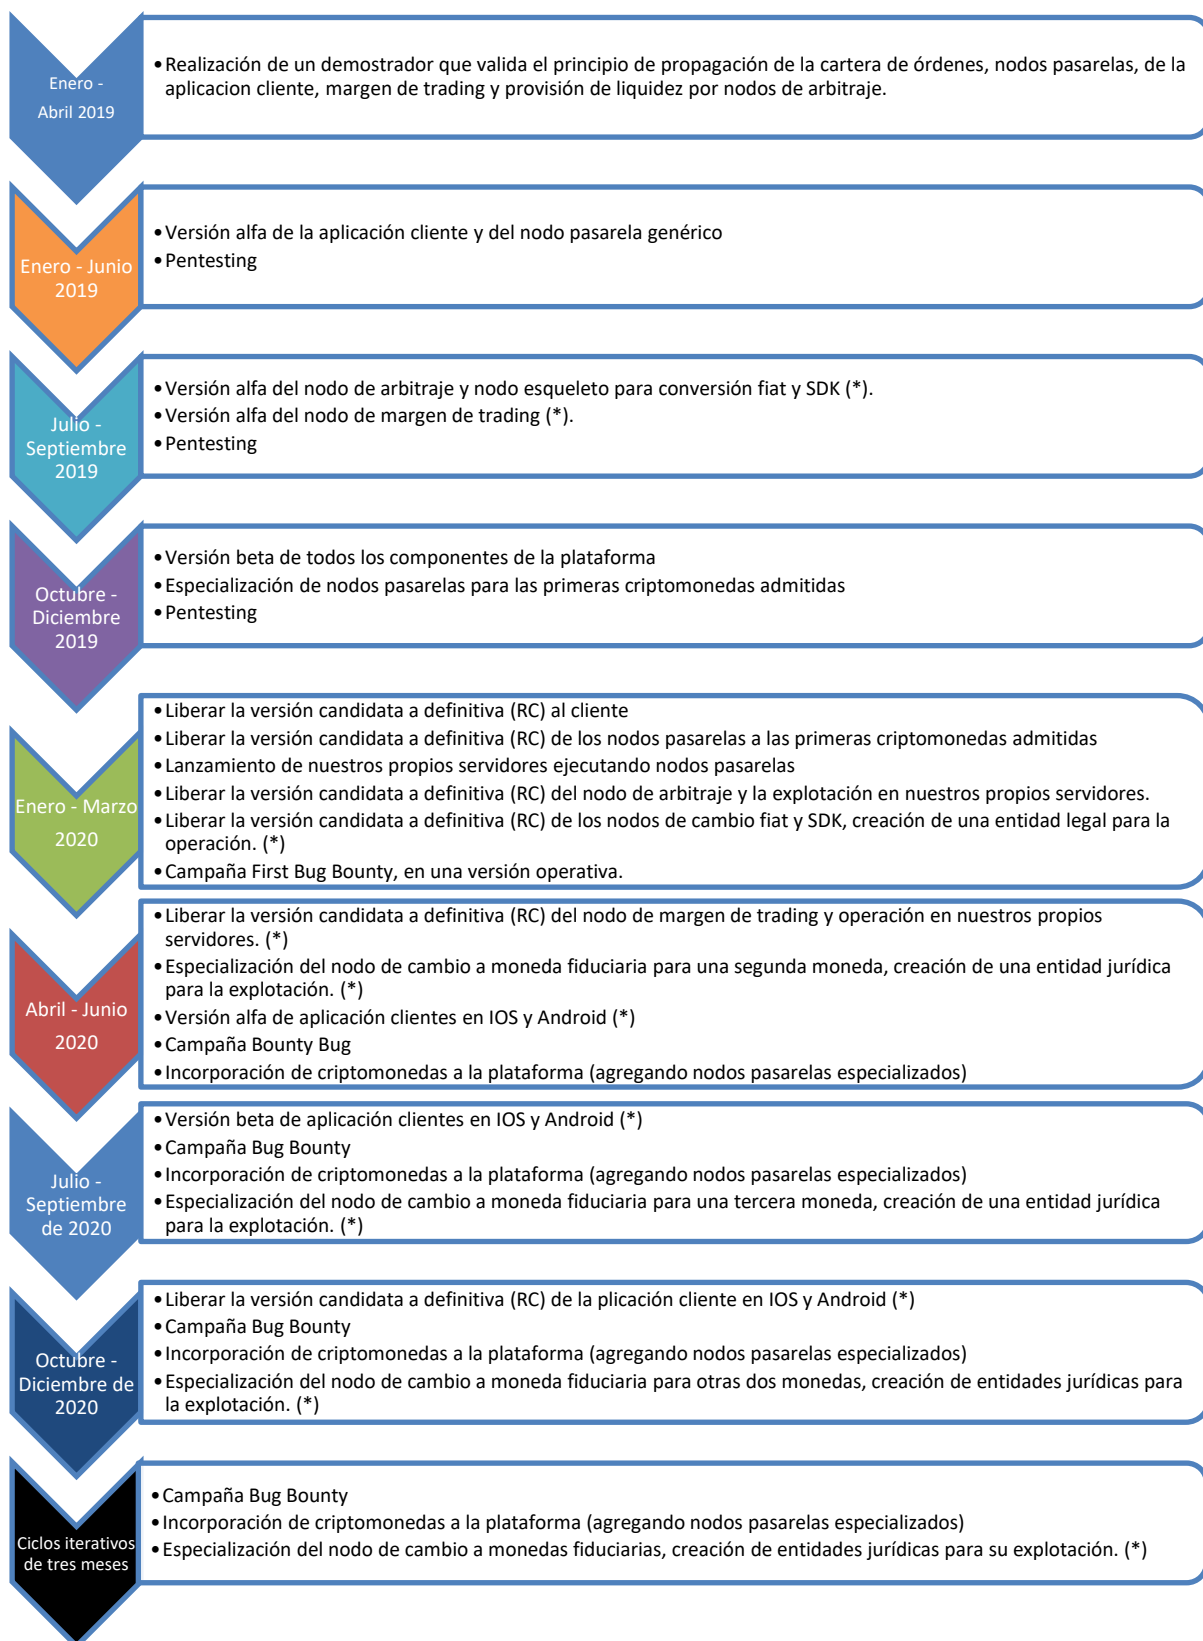 Enero -
Abril 2019
•Realización de un demostrador que valida el principio de propagación de la cartera de órdenes, nodos pasarelas, de la
aplicacion cliente, margen de trading y provisión de liquidez por nodos de arbitraje.
Enero - Junio
2019
•Versión alfa de la aplicación cliente y del nodo pasarela genérico
•Pentesting
Julio -
Septiembre
2019
•Versión alfa del nodo de arbitraje y nodo esqueleto para conversión fiat y SDK (*).
•Versión alfa del nodo de margen de trading (*).
•Pentesting
Octubre -
Diciembre
2019
•Versión beta de todos los componentes de la plataforma
•Especialización de nodos pasarelas para las primeras criptomonedas admitidas
•Pentesting
Enero - Marzo
2020
•Liberar la versión candidata a definitiva (RC) al cliente
•Liberar la versión candidata a definitiva (RC) de los nodos pasarelas a las primeras criptomonedas admitidas
•Lanzamiento de nuestros propios servidores ejecutando nodos pasarelas
•Liberar la versión candidata a definitiva (RC) del nodo de arbitraje y la explotación en nuestros propios servidores.
•Liberar la versión candidata a definitiva (RC) de los nodos de cambio fiat y SDK, creación de una entidad legal para la
operación. (*)
•Campaña First Bug Bounty, en una versión operativa.
Abril - Junio
2020
•Liberar la versión candidata a definitiva (RC) del nodo de margen de trading y operación en nuestros propios
servidores. (*)
•Especialización del nodo de cambio a moneda fiduciaria para una segunda moneda, creación de una entidad jurídica
para la explotación. (*)
•Versión alfa de aplicación clientes en IOS y Android (*)
•Campaña Bounty Bug
•Incorporación de criptomonedas a la plataforma (agregando nodos pasarelas especializados)
Julio -
Septiembre
de 2020
•Versión beta de aplicación clientes en IOS y Android (*)
•Campaña Bug Bounty
•Incorporación de criptomonedas a la plataforma (agregando nodos pasarelas especializados)
•Especialización del nodo de cambio a moneda fiduciaria para una tercera moneda, creación de una entidad jurídica
para la explotación. (*)
Octubre -
Diciembre de
2020
•Liberar la versión candidata a definitiva (RC) de la plicación cliente en IOS y Android (*)
•Campaña Bug Bounty
•Incorporación de criptomonedas a la plataforma (agregando nodos pasarelas especializados)
•Especialización del nodo de cambio a moneda fiduciaria para otras dos monedas, creación de entidades jurídicas para
la explotación. (*)
Ciclos iterativos
de tres meses
•Campaña Bug Bounty
•Incorporación de criptomonedas a la plataforma (agregando nodos pasarelas especializados)
•Especialización del nodo de cambio a monedas fiduciarias, creación de entidades jurídicas para su explotación. (*)